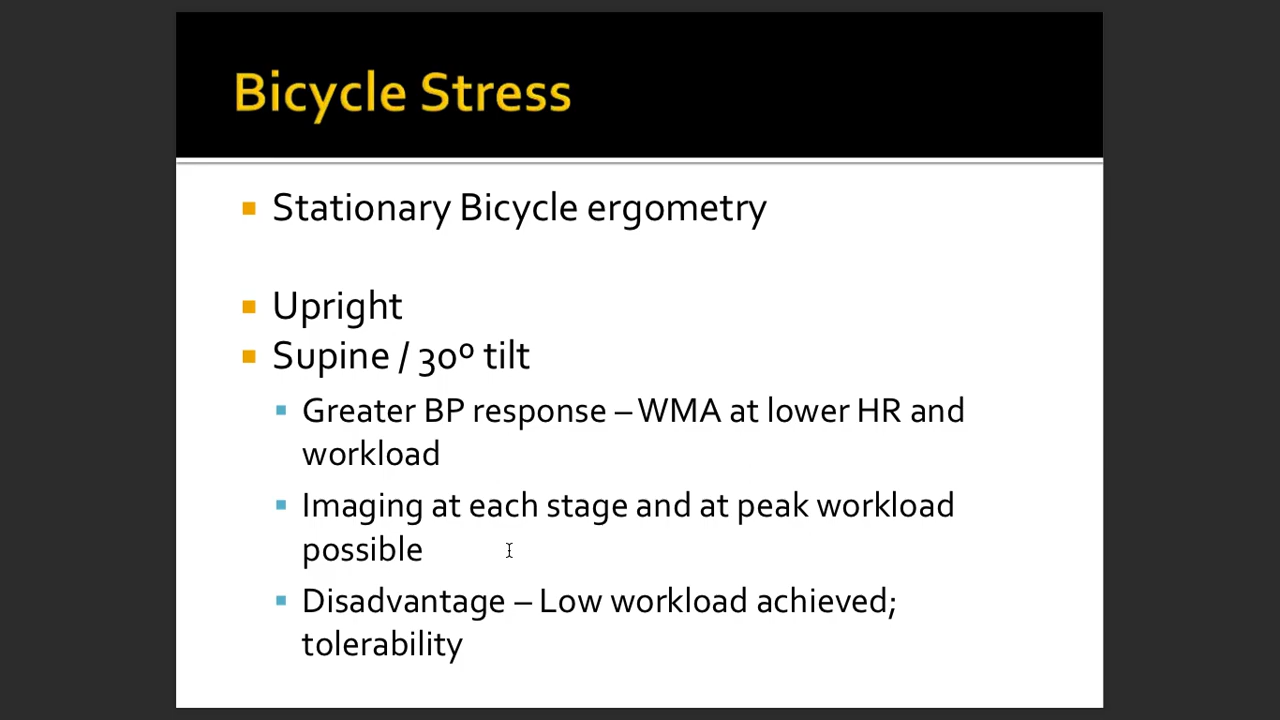 Bicycle Stress
Stationary Bicycle ergometry
Upright
Supine / 30º tilt
Greater BP response – WMA at lower HR and
workload
Imaging at each stage and at peak workload
possible
Disadvantage – Low workload achieved;
tolerability